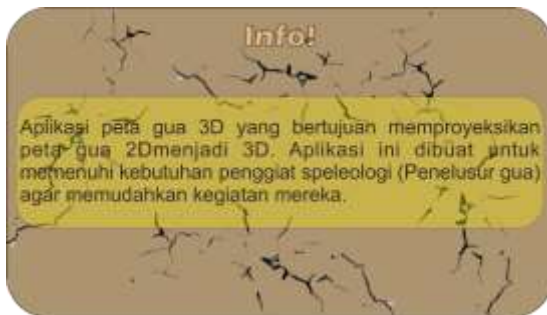 Info!
Aplikasi peta gua 3D yang bertujuan memproyeksikan
peta gua 2Dmenjadi 3D. Aplikasi ini dibuat untuk
memenuhi kebutuhan penggiat speleologi (Penelusur gua)
agar memudahkan kegiatan mereka.